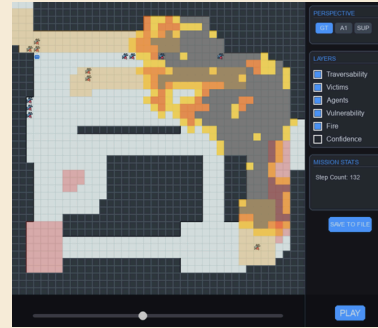 PERSPECTIVE
GT A1 SUP
LAYERS
Traversability
Victims
Agents
Vulnerability
Fire
Confidence
MISSION STATS
Step Count: 132
SAVE TO FILE
PLAY